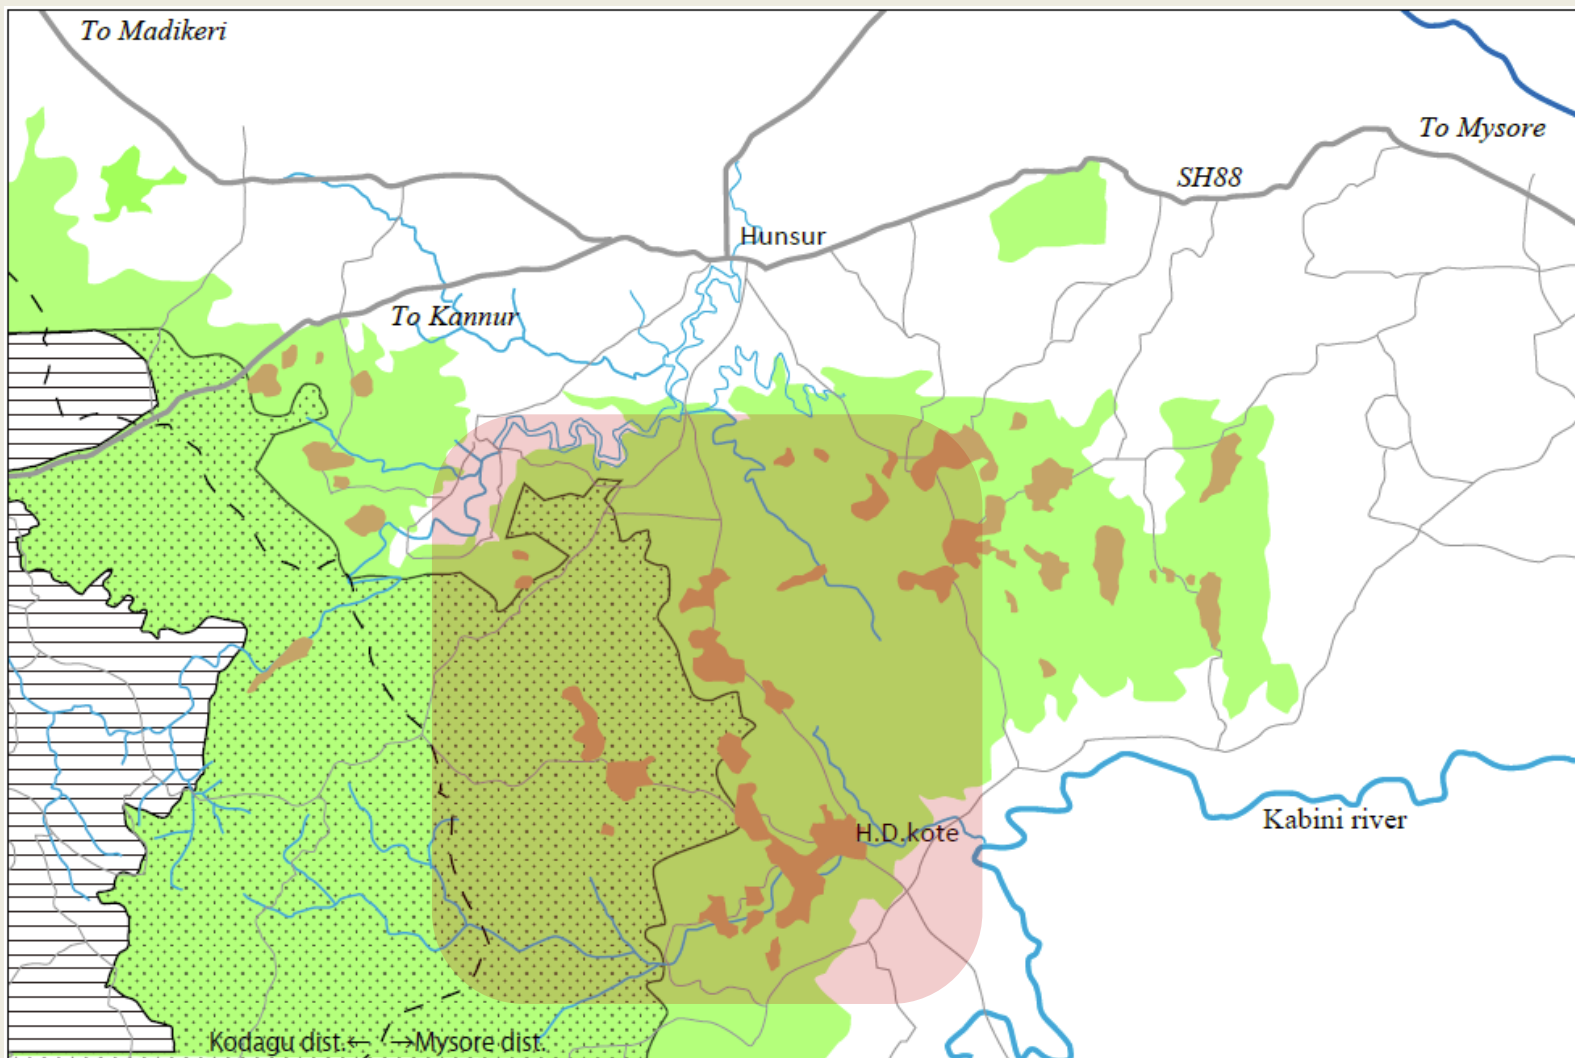 To Madikeri
To Mysore
SH88
Hunsur
To Kannur
Kabini river
H.D.kote
Kodagu dist.← →Mysore dist.